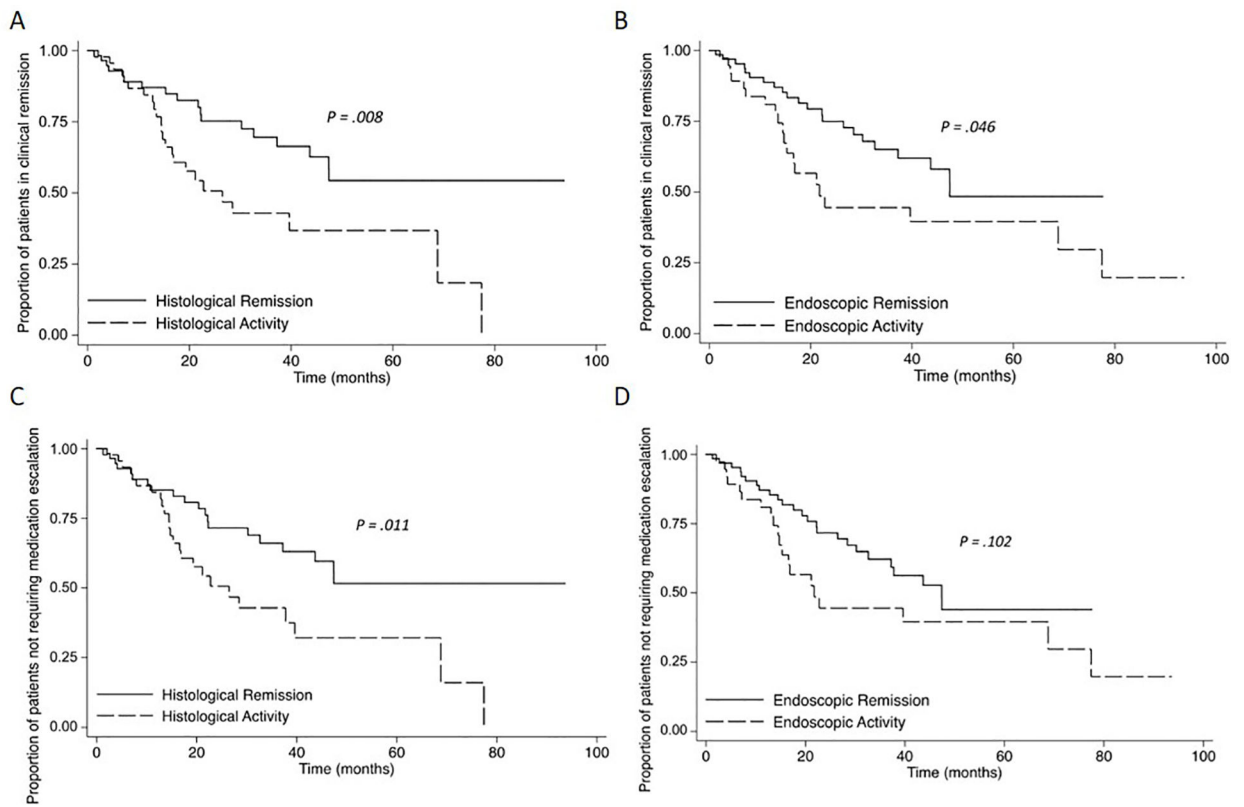 A
Proportion of patients in clinical remission
1.00
0.75
0.50
0.25
0.00
P = .008
Histological Remission
Histological Activity
0 20 40 60 80 100
Time (months)
B
Proportion of patients in clinical remission
1.00
0.75
0.50
0.25
0.00
P = .046
Endoscopic Remission
Endoscopic Activity
0 20 40 60 80 100
Time (months)
C
Proportion of patients not requiring medication escalation
1.00
0.75
0.50
0.25
0.00
P = .011
Histological Remission
Histological Activity
0 20 40 60 80 100
Time (months)
D
Proportion of patients not requiring medication escalation
1.00
0.75
0.50
0.25
0.00
P = .102
Endoscopic Remission
Endoscopic Activity
0 20 40 60 80 100
Time (months)